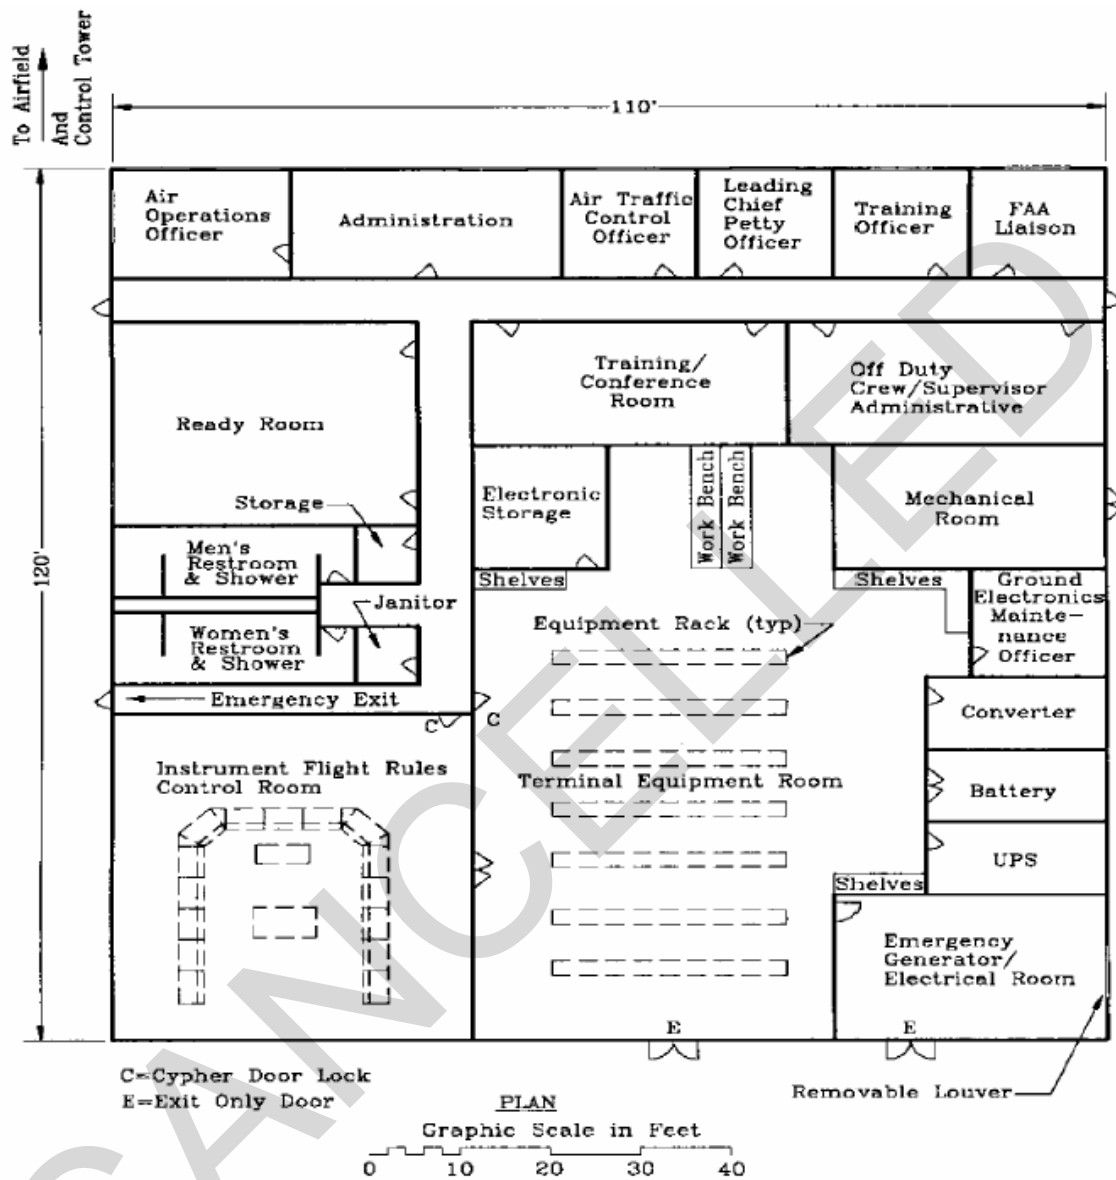 To Airfield
And
Control Tower
110'
120'
Air
Operations
Officer
Administration
Air Traffic
Control
Officer
Leading
Chief
Petty
Officer
Training
Officer
FAA
Liaison
Ready Room
Training/
Conference
Room
Off Duty
Crew/Supervisor
Administrative
Storage
Electronic
Storage
Work Bench
Work Bench
Mechanical
Room
Men's
Restroom
& Shower
Shelves
Shelves
Ground
Electronics
Mainte-
nance
Officer
Janitor
Women's
Restroom
& Shower
Equipment Rack (typ)
Emergency Exit
C
C
Converter
Instrument Flight Rules
Control Room
Terminal Equipment Room
Battery
UPS
Shelves
Emergency
Generator/
Electrical Room
E
E
C=Cypher Door Lock
E=Exit Only Door
Removable Louver
PLAN
Graphic Scale in Feet
0 10 20 30 40
CANCELLED